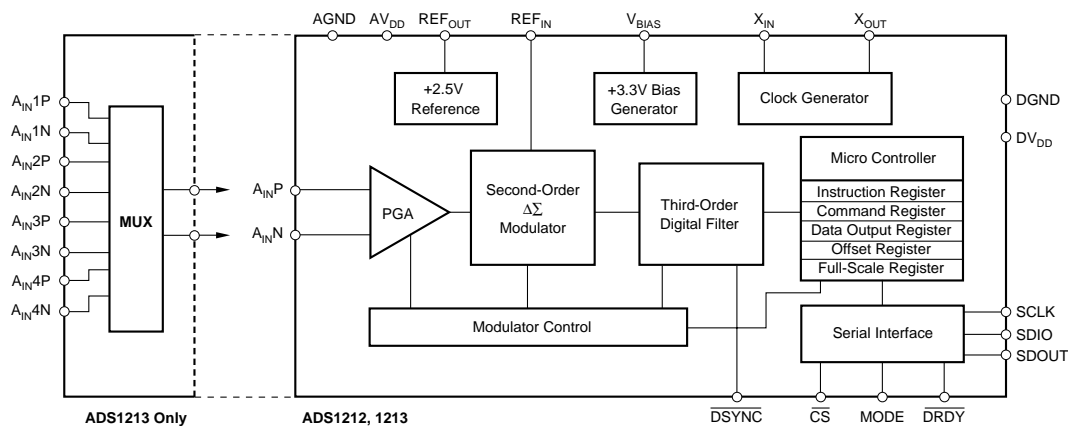 AGND AVDD REFOUT REFIN VBIAS XIN XOUT
+2.5V
Reference
+3.3V Bias
Generator
Clock Generator
DGND
DVDD
AIN1P
AIN1N
AIN2P
AIN2N
AIN3P
AIN3N
AIN4P
AIN4N
MUX
AINP
AINN
PGA
Second-Order
ΔΣ
Modulator
Third-Order
Digital Filter
Micro Controller
Instruction Register
Command Register
Data Output Register
Offset Register
Full-Scale Register
Modulator Control
Serial Interface
SCLK
SDIO
SDOUT
ADS1213 Only
ADS1212, 1213
DSYNC CS MODE DRDY